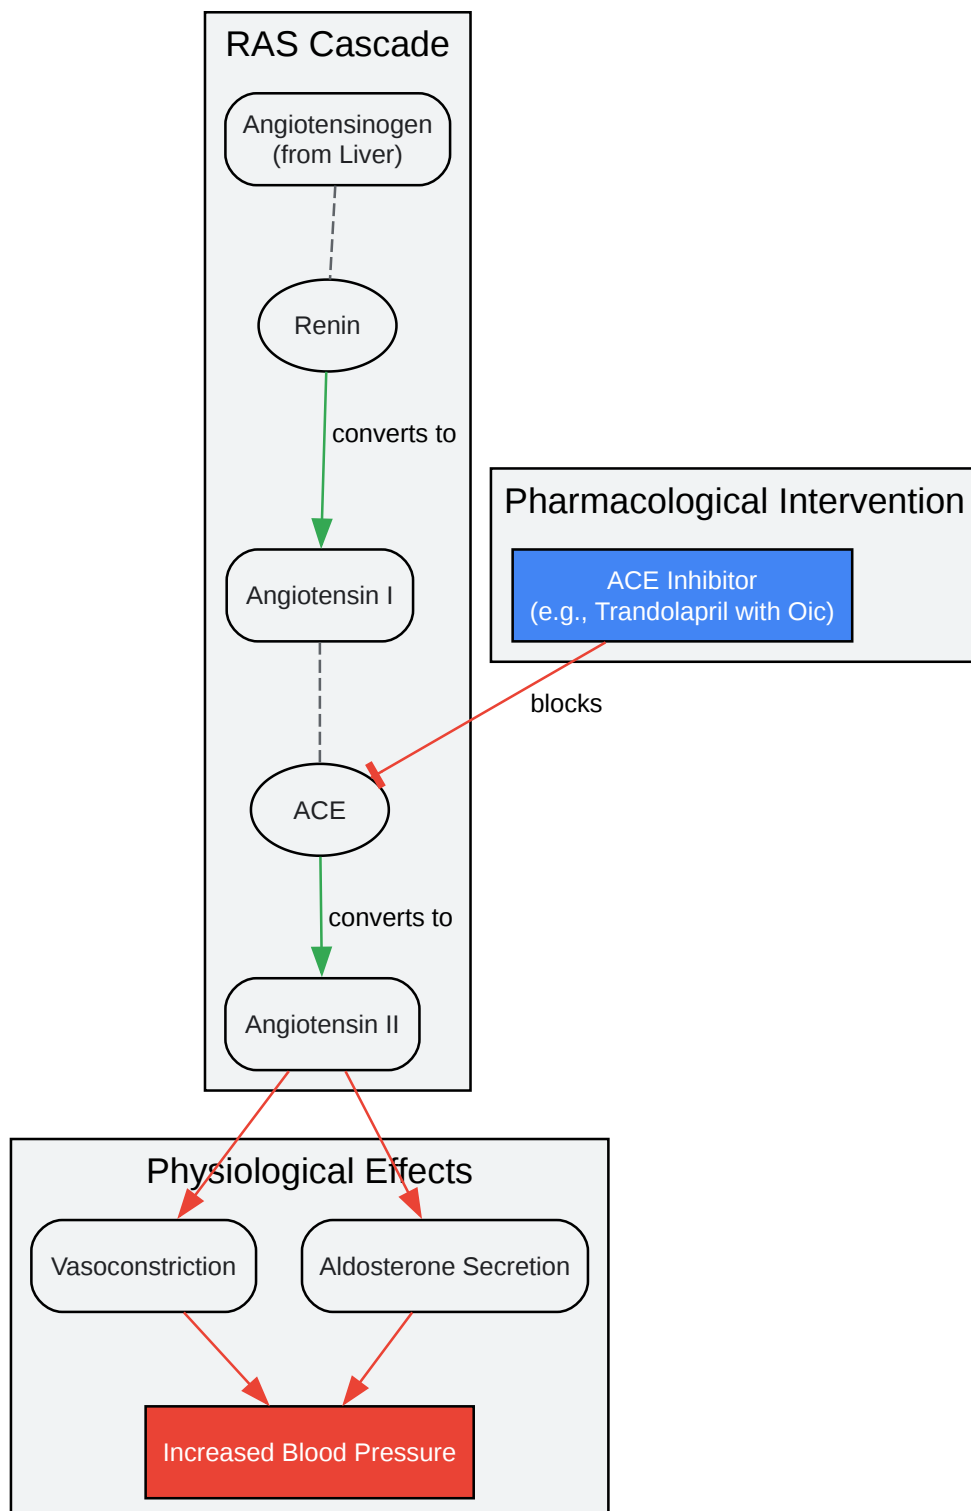 RAS Cascade
Angiotensinogen
(from Liver)
Renin
converts to
Angiotensin I
Pharmacological Intervention
ACE Inhibitor
(e.g., Trandolapril with Oic)
blocks
ACE
converts to
Angiotensin II
Physiological Effects
Vasoconstriction
Aldosterone Secretion
Increased Blood Pressure